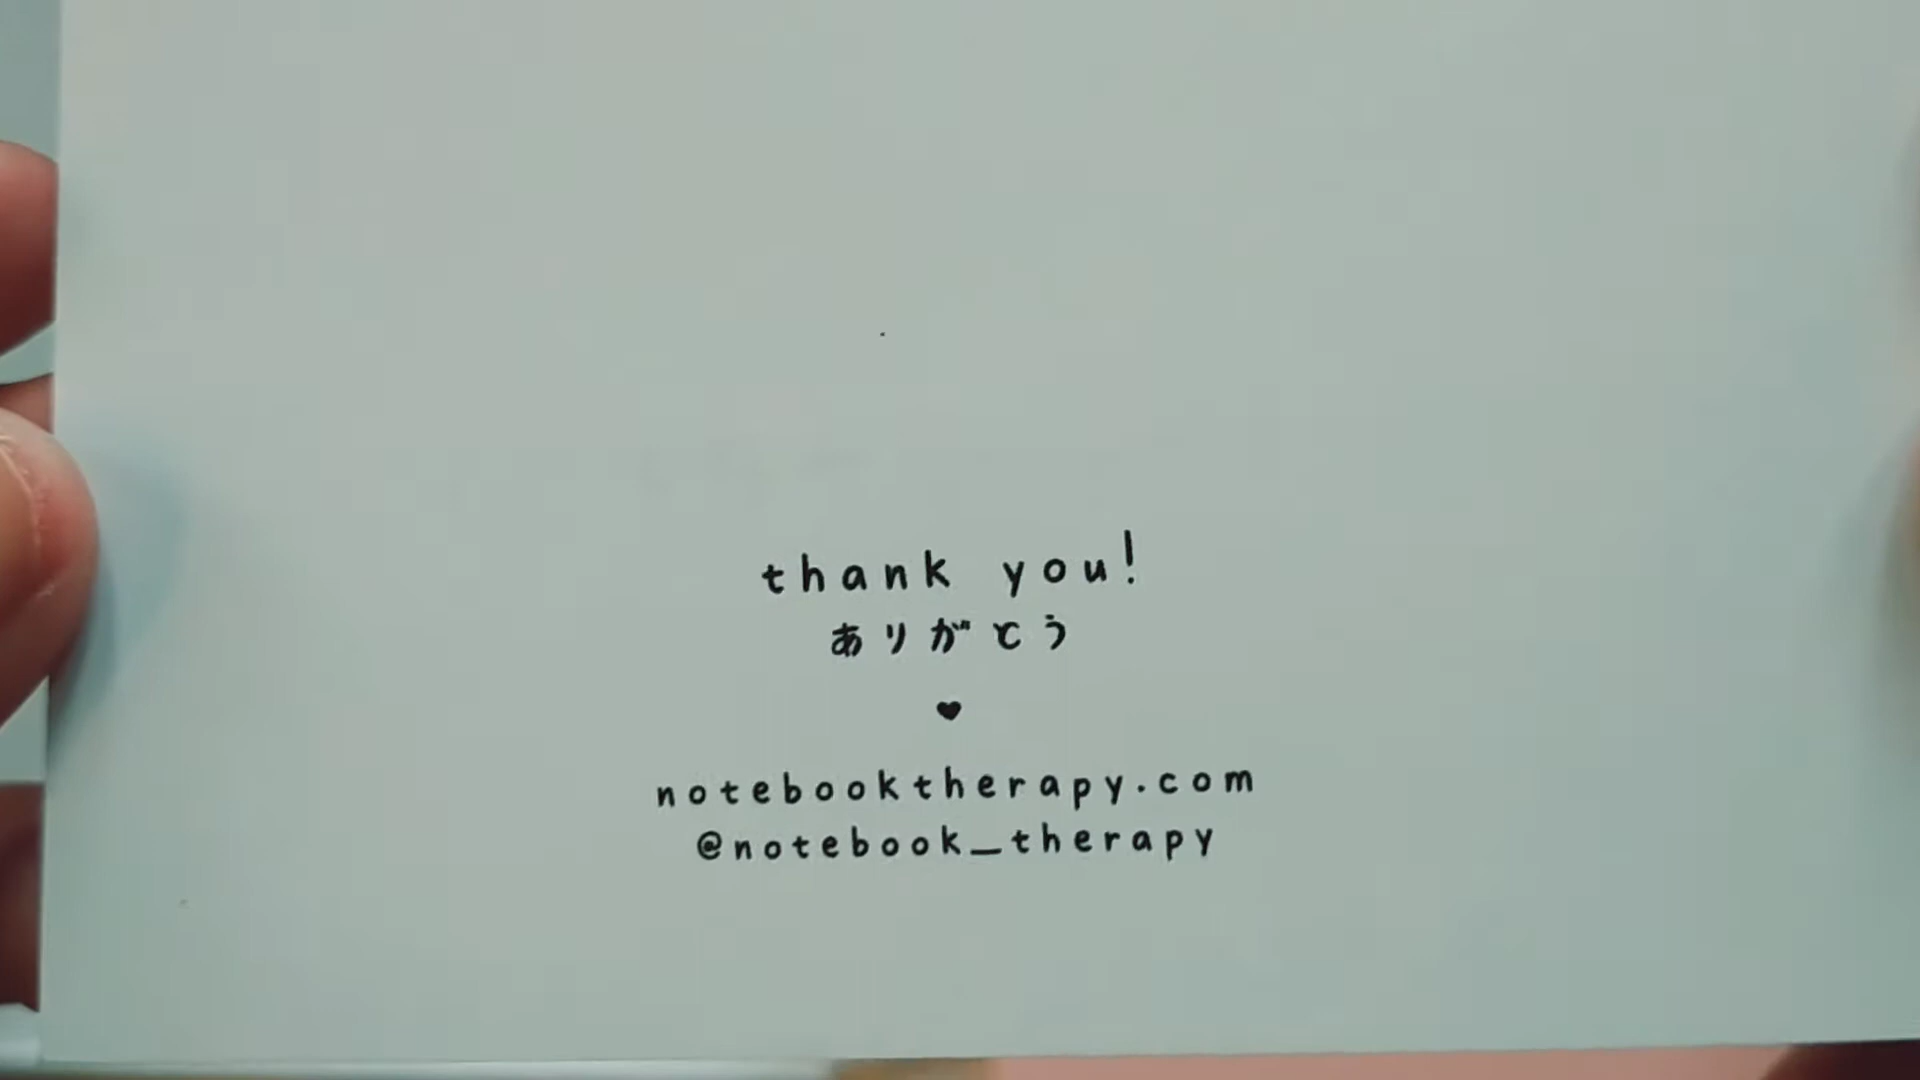 thank you!
ありがとう
♥
notebooktherapy.com
@notebook_therapy